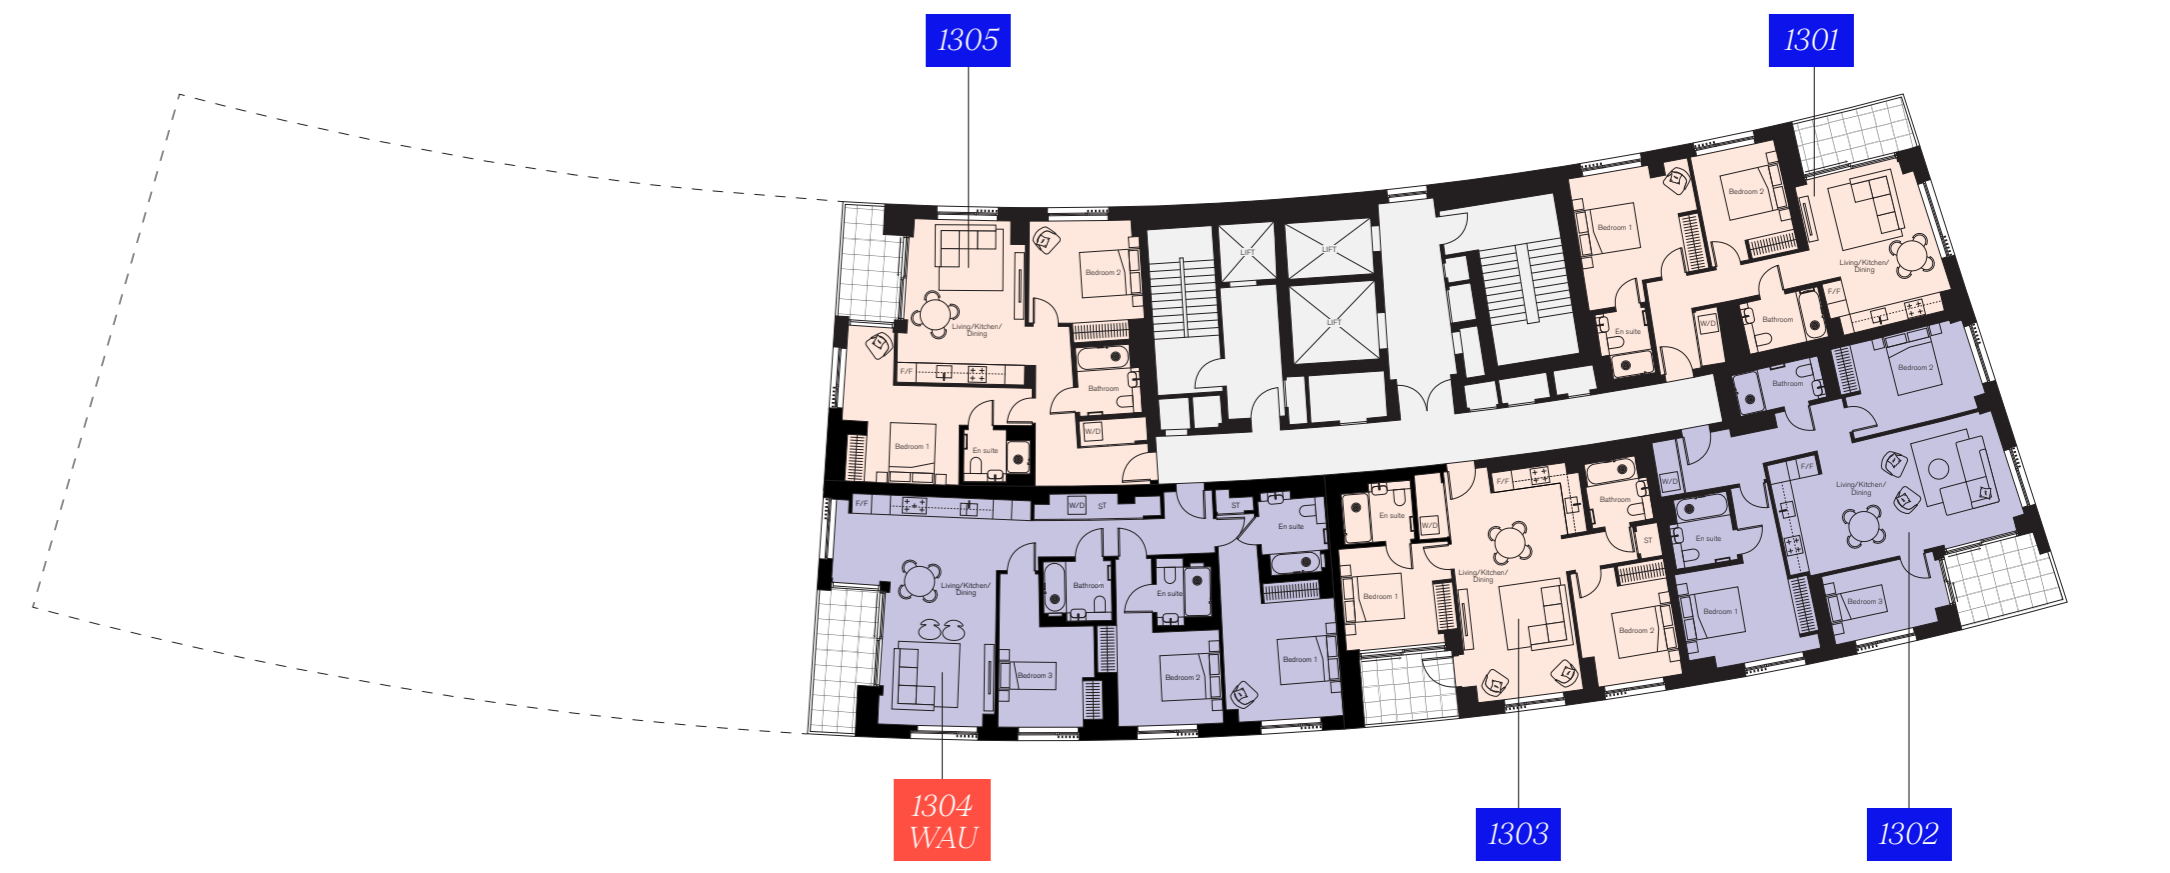 1305
1301
LIFT
LIFT
LIFT
Bedroom 2
Living/Kitchen/
Dining
F/F
Bathroom
W/D
Bedroom 1
En suite
Bedroom 1
Bedroom 2
Living/Kitchen/
Dining
F/F
Bathroom
W/D
En suite
Bathroom
Bedroom 2
F/F
W/D
Living/Kitchen/
Dining
En suite
Bedroom 1
Bedroom 3
F/F
W/D
ST
ST
En suite
Living/Kitchen/
Dining
Bathroom
En suite
Bedroom 3
Bedroom 2
Bedroom 1
En suite
W/D
F/F
Bathroom
ST
Living/Kitchen/
Dining
Bedroom 1
Bedroom 2
1304
WAU
1303
1302